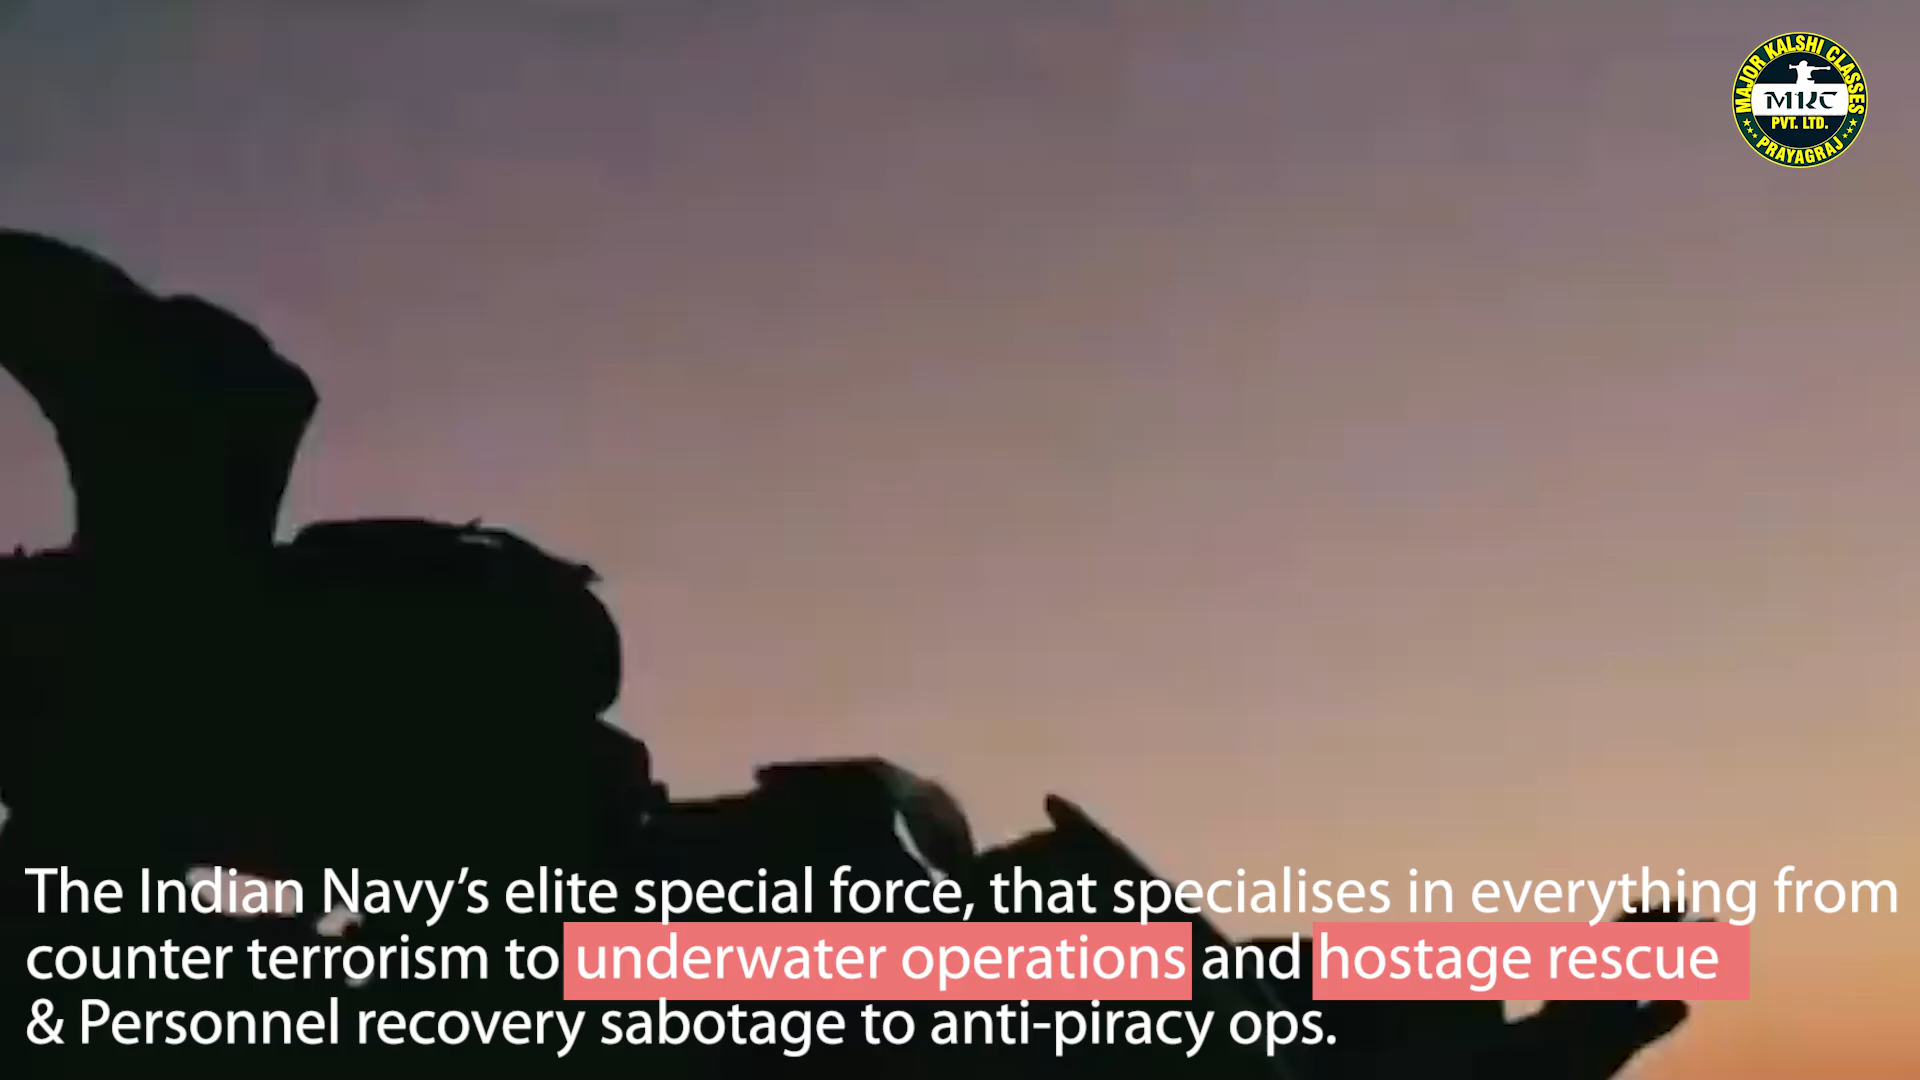 MAJOR KALSHI CLASSES
MKC
PVT. LTD.
PRAYAGRAJ
The Indian Navy’s elite special force, that specialises in everything from
counter terrorism to underwater operations and hostage rescue
& Personnel recovery sabotage to anti-piracy ops.